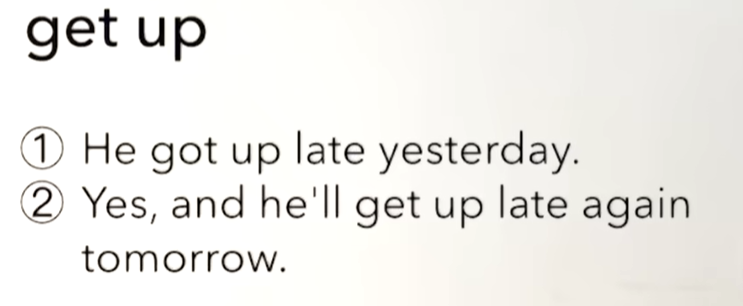 get up
① He got up late yesterday.
② Yes, and he'll get up late again
tomorrow.